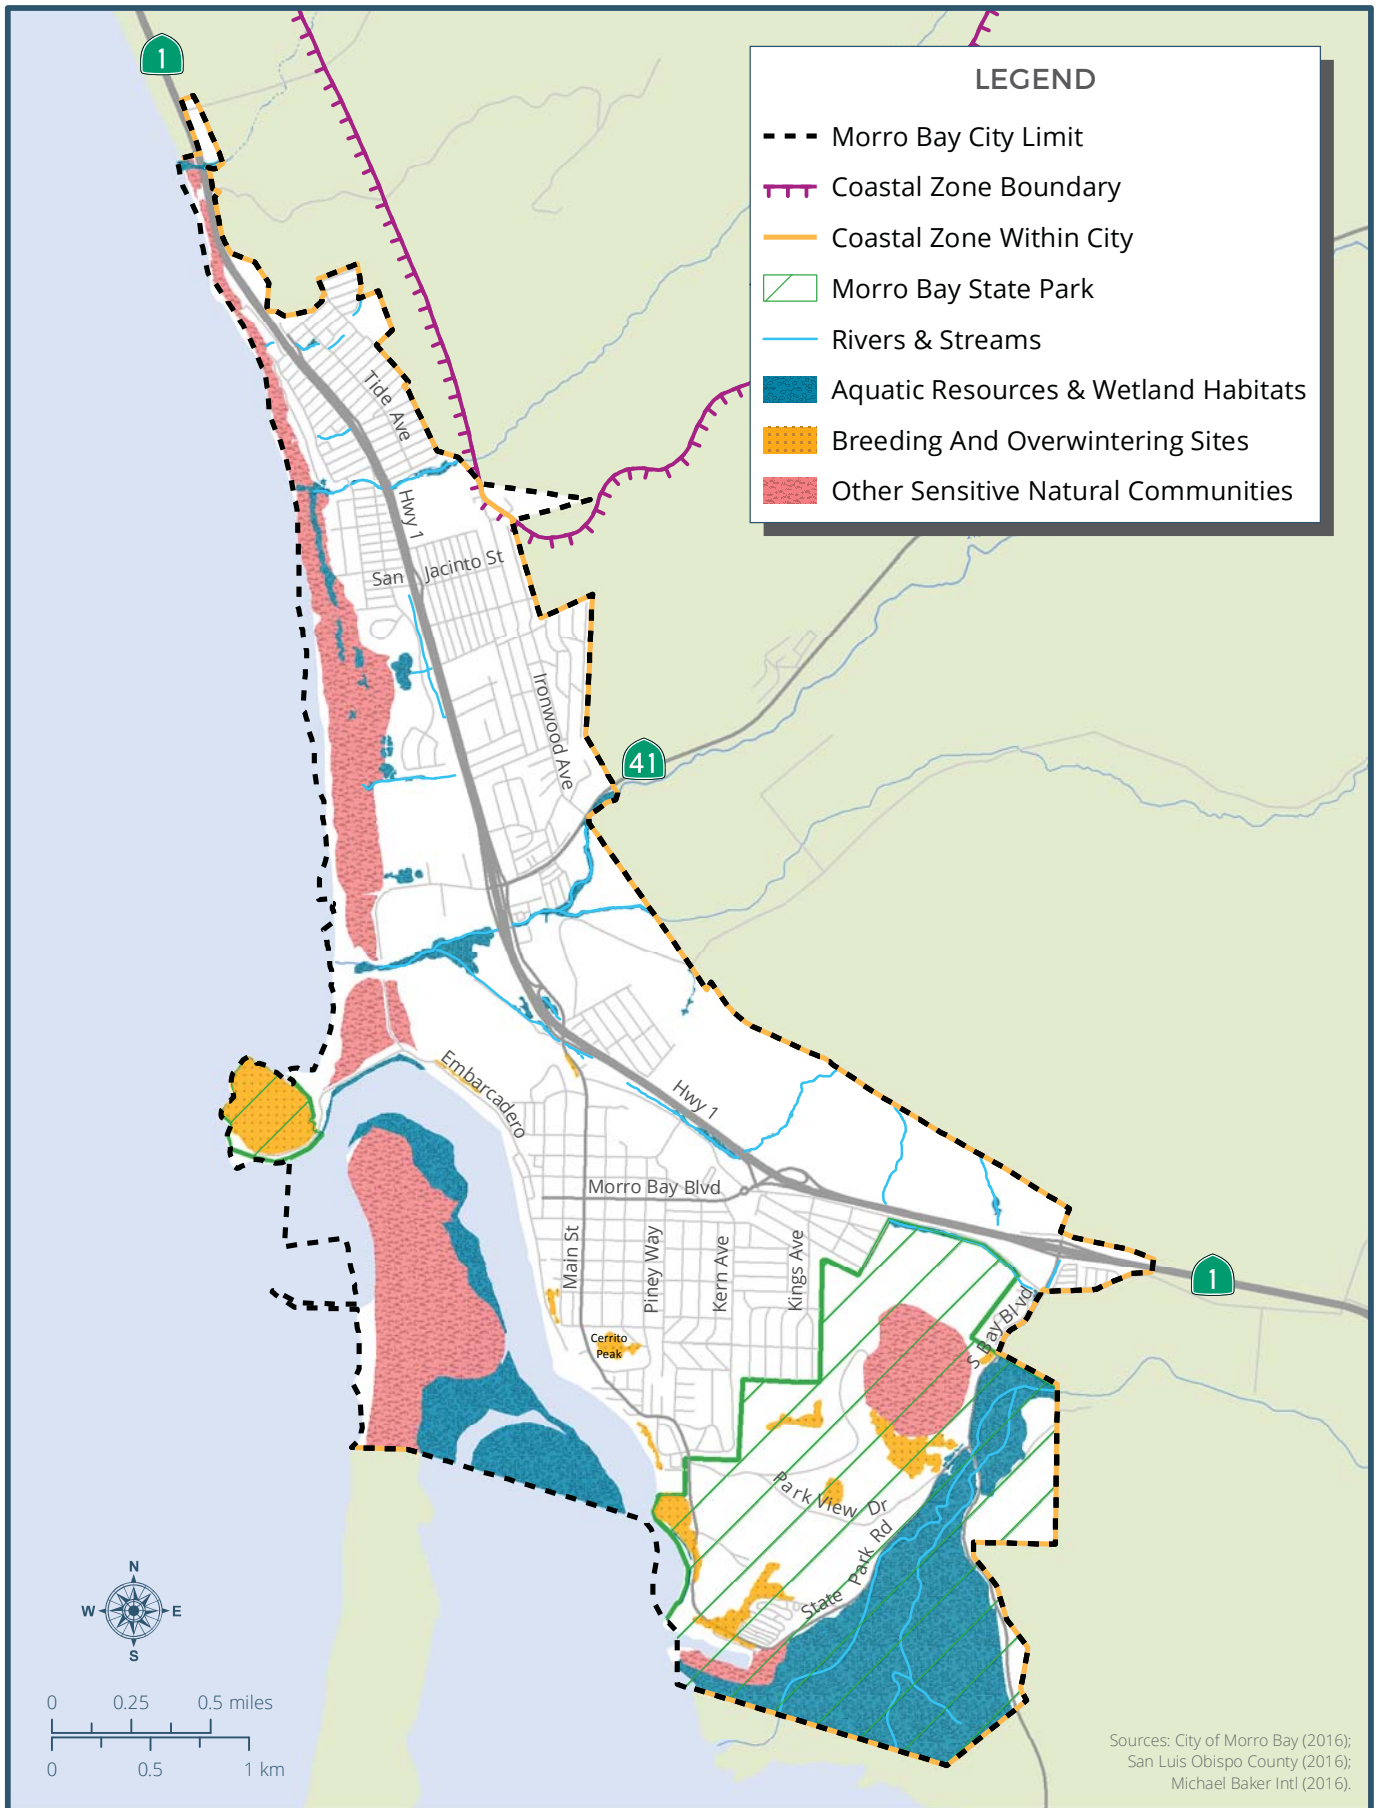 1
LEGEND
Morro Bay City Limit
Coastal Zone Boundary
Coastal Zone Within City
Morro Bay State Park
Rivers & Streams
Aquatic Resources & Wetland Habitats
Breeding And Overwintering Sites
Other Sensitive Natural Communities
Tide Ave
Hwy 1
San Jacinto St
Ironwood Ave
41
Embarcadero
Hwy 1
Morro Bay Blvd
Main St
Piney Way
Kern Ave
Kings Ave
1
S Bay Blvd
Cerrito
Peak
Park View Dr
State Park Rd
N
W E
S
0 0.25 0.5 miles
0 0.5 1 km
Sources: City of Morro Bay (2016);
San Luis Obispo County (2016);
Michael Baker Intl (2016).